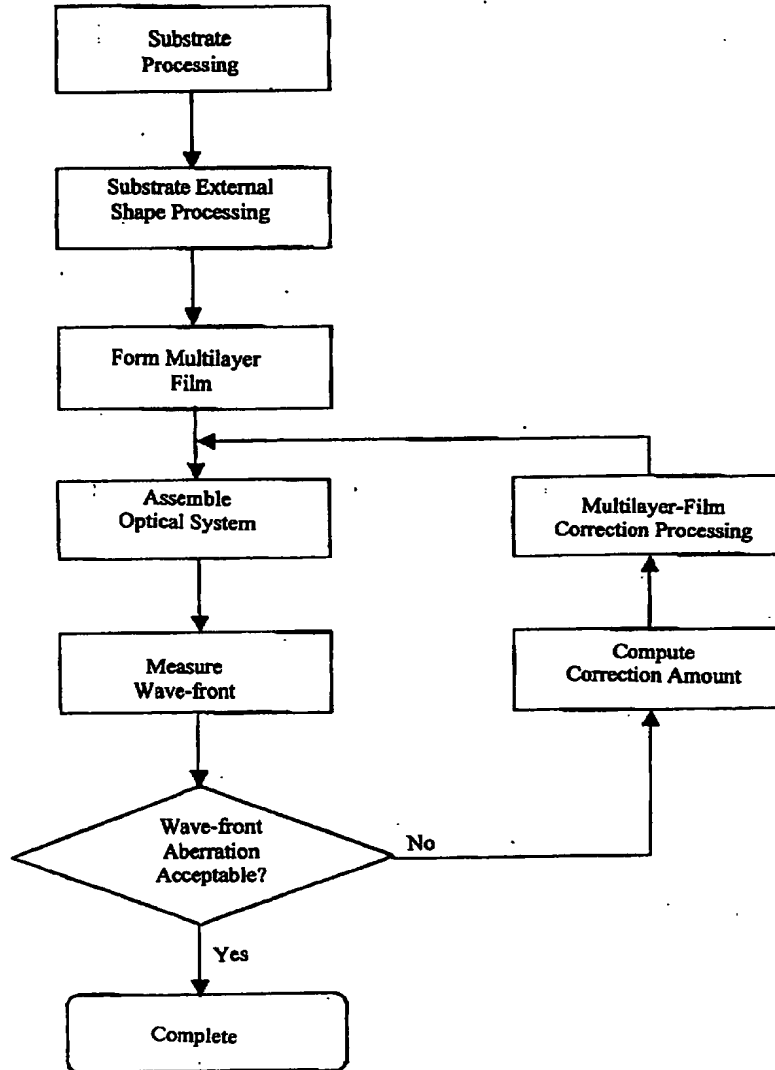 Substrate
Processing
Substrate External
Shape Processing
Form Multilayer
Film
Assemble
Optical System
Multilayer-Film
Correction Processing
Measure
Wave-front
Compute
Correction Amount
Wave-front
Aberration
Acceptable?
No
Yes
Complete